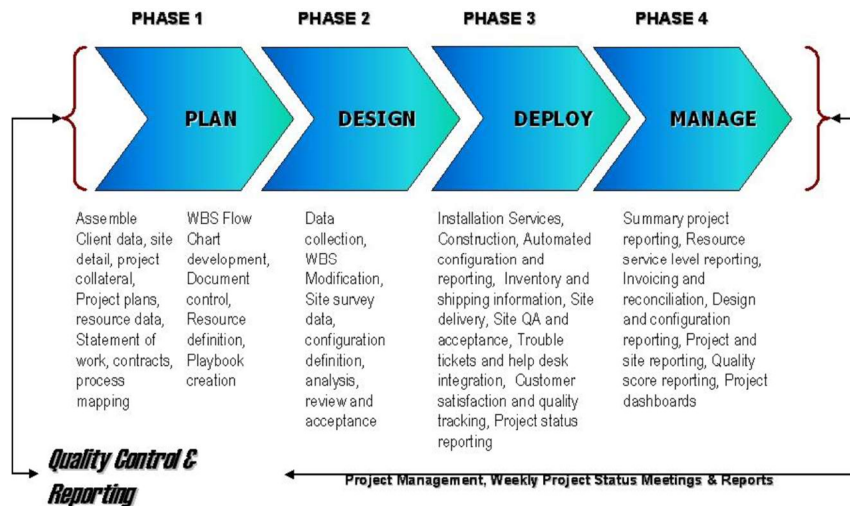 PHASE 1
PHASE 2
PHASE 3
PHASE 4
PLAN
DESIGN
DEPLOY
MANAGE
Assemble
Client data, site
detail, project
collateral,
Project plans,
resource data,
Statement of
work, contracts,
process
mapping
WBS Flow
Chart
development,
Document
control,
Resource
definition,
Playbook
creation
Data
collection,
WBS
Modification,
Site survey
data,
configuration
definition,
analysis,
review and
acceptance
Installation Services,
Construction, Automated
configuration and
reporting, Inventory and
shipping information, Site
delivery, Site QA and
acceptance, Trouble
tickets and help desk
integration, Customer
satisfaction and quality
tracking, Project status
reporting
Summary project
reporting, Resource
service level reporting,
Invoicing and
reconciliation, Design
and configuration
reporting, Project and
site reporting, Quality
score reporting, Project
dashboards
Quality Control &
Reporting
Project Management, Weekly Project Status Meetings & Reports